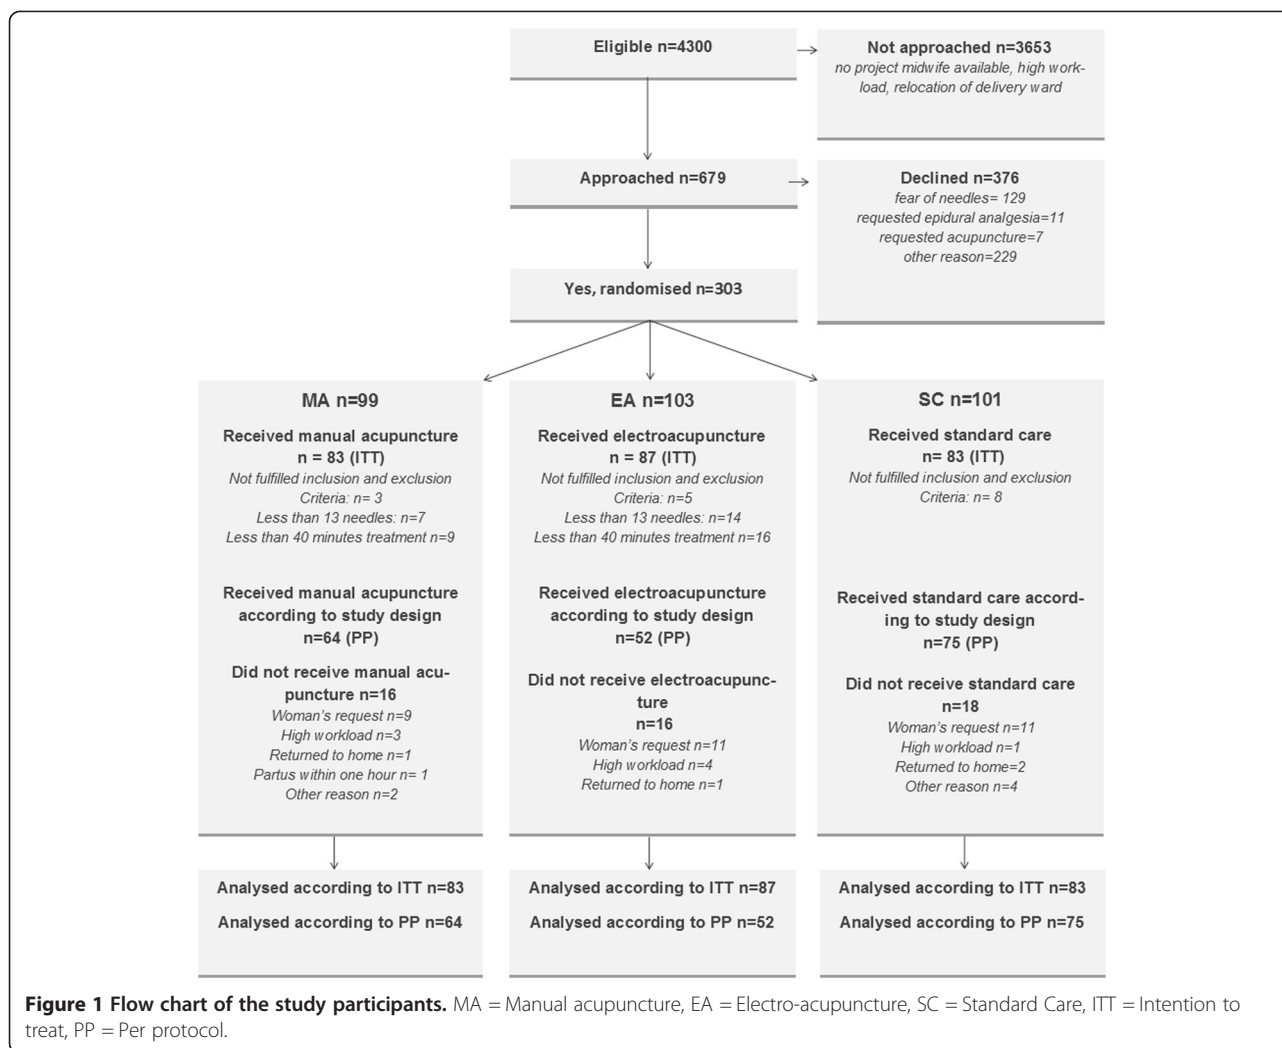 Eligible n=4300
Not approached n=3653
no project midwife available, high work-
load, relocation of delivery ward
Approached n=679
Declined n=376
fear of needles= 129
requested epidural analgesia=11
requested acupuncture=7
other reason=229
Yes, randomised n=303
MA n=99
Received manual acupuncture
n = 83 (ITT)
Not fulfilled inclusion and exclusion
Criteria: n= 3
Less than 13 needles: n=7
Less than 40 minutes treatment n=9
Received manual acupuncture
according to study design
n=64 (PP)
Did not receive manual acu-
puncture n=16
Woman's request n=9
High workload n=3
Returned to home n=1
Partus within one hour n= 1
Other reason n=2
EA n=103
Received electroacupuncture
n = 87 (ITT)
Not fulfilled inclusion and exclusion
Criteria: n=5
Less than 13 needles: n=14
Less than 40 minutes treatment n=16
Received electroacupuncture
according to study design
n=52 (PP)
Did not receive electroacupunc-
ture
n=16
Woman's request n=11
High workload n=4
Returned to home n=1
SC n=101
Received standard care
n= 83 (ITT)
Not fulfilled inclusion and exclusion
Criteria: n= 8
Received standard care accord-
ing to study design
n=75 (PP)
Did not receive standard care
n=18
Woman's request n=11
High workload n=1
Returned to home=2
Other reason n=4
Analysed according to ITT n=83
Analysed according to PP n=64
Analysed according to ITT n=87
Analysed according to PP n=52
Analysed according to ITT n=83
Analysed according to PP n=75
Figure 1 Flow chart of the study participants. MA = Manual acupuncture, EA = Electro-acupuncture, SC = Standard Care, ITT = Intention to
treat, PP = Per protocol.